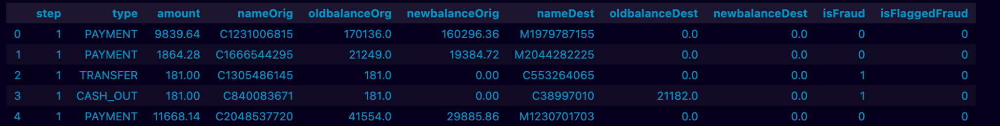 step type amount nameOrig oldbalanceOrg newbalanceOrig nameDest oldbalanceDest newbalanceDest isFraud isFlaggedFraud
0 1 PAYMENT 9839.64 C1231006815 170136.0 160296.36 M1979787155 0.0 0.0 0 0
1 1 PAYMENT 1864.28 C1666544295 21249.0 19384.72 M2044282225 0.0 0.0 0 0
2 1 TRANSFER 181.00 C1305486145 181.0 0.00 C553264065 0.0 0.0 1 0
3 1 CASH_OUT 181.00 C840083671 181.0 0.00 C38997010 21182.0 0.0 1 0
4 1 PAYMENT 11668.14 C2048537720 41554.0 29885.86 M1230701703 0.0 0.0 0 0